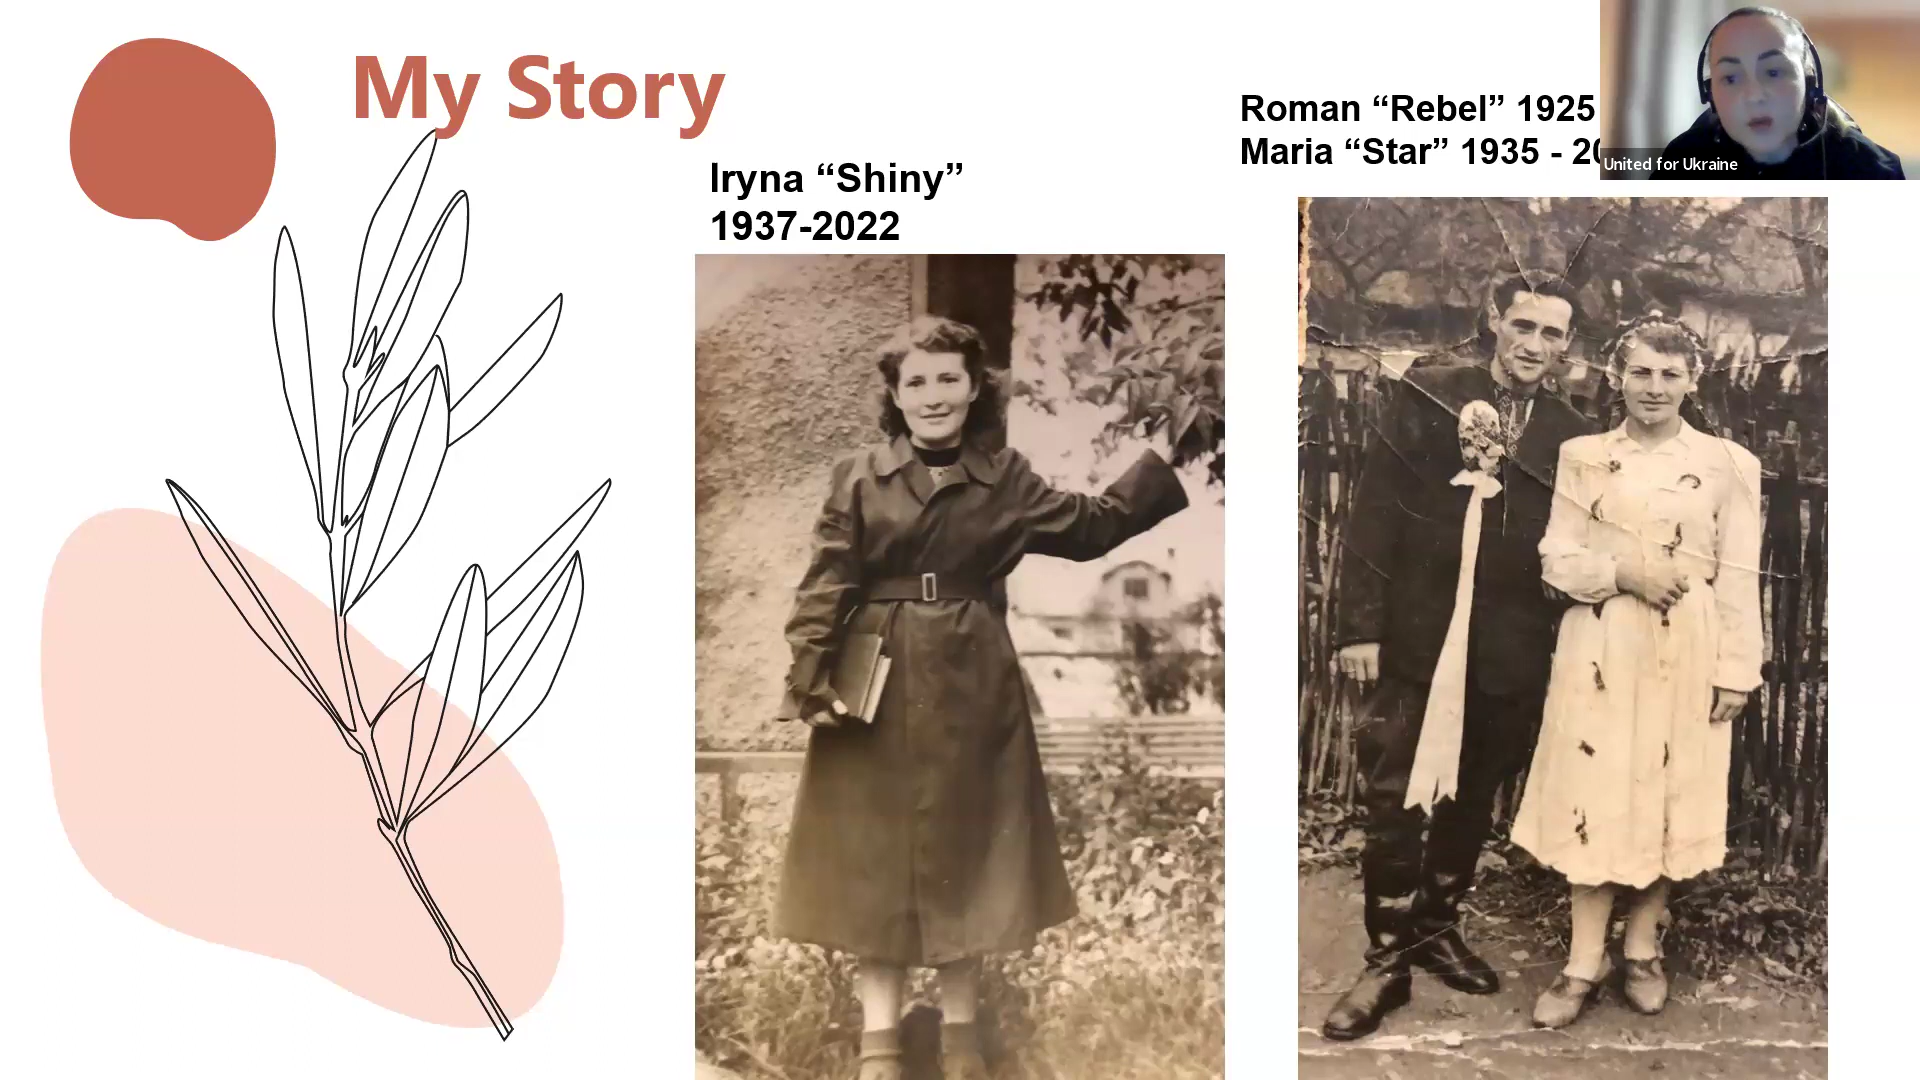 My Story
Iryna “Shiny”
1937-2022
Roman “Rebel” 1925
Maria “Star” 1935 -
United for Ukraine